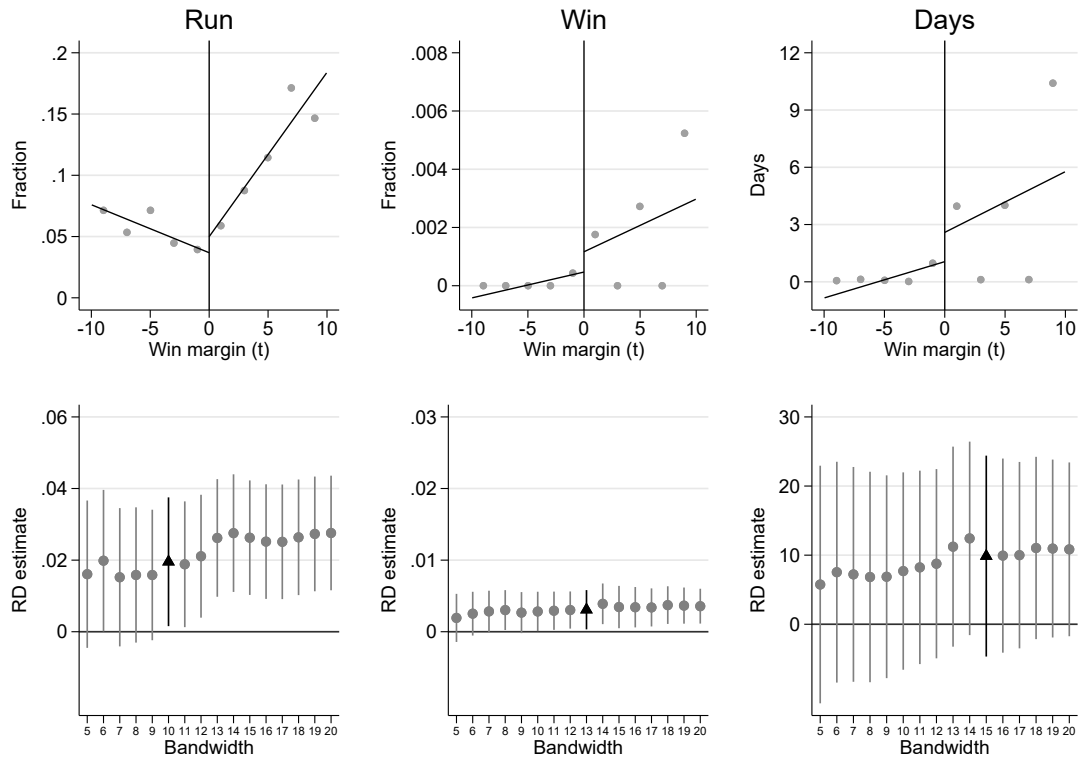 Run
Win
Days
Fraction
.2
.15
.1
.05
0
-10 -5 0 5 10
Win margin (t)
Fraction
.008
.006
.004
.002
0
-10 -5 0 5 10
Win margin (t)
Days
12
9
6
3
0
-10 -5 0 5 10
Win margin (t)
RD estimate
.06
.04
.02
0
5 6 7 8 9 10 11 12 13 14 15 16 17 18 19 20
Bandwidth
RD estimate
.03
.02
.01
0
5 6 7 8 9 10 11 12 13 14 15 16 17 18 19 20
Bandwidth
RD estimate
30
20
10
0
5 6 7 8 9 10 11 12 13 14 15 16 17 18 19 20
Bandwidth